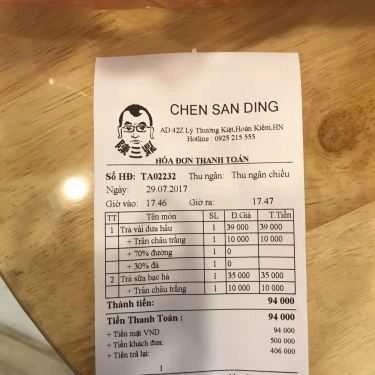 CHEN SAN DING
AD 42Z Lý Thường Kiệt,Hoàn Kiếm,HN
Hotline : 0925 215 555
HÓA ĐƠN THANH TOÁN
Số HĐ: TA02232 Thu ngân: Thu ngân chiều
Ngày: 29.07.2017
Giờ vào: 17.46 Giờ ra: 17.47
TT Tên món SL Đ.Giá T.Tiền
1 Trà vải dưa hấu 1 39 000 39 000
+ Trân châu trắng 1 10 000 10 000
+ 70% đường 1 0
+ 30% đá 1 0
2 Trà sữa bạc hà 1 35 000 35 000
+ Trân châu trắng 1 10 000 10 000
Thành tiền: 94 000
Tiền Thanh Toán : 94 000
+ Tiền mặt VND 94 000
+ Tiền khách đưa: 500 000
+ Tiền trả lại: 406 000